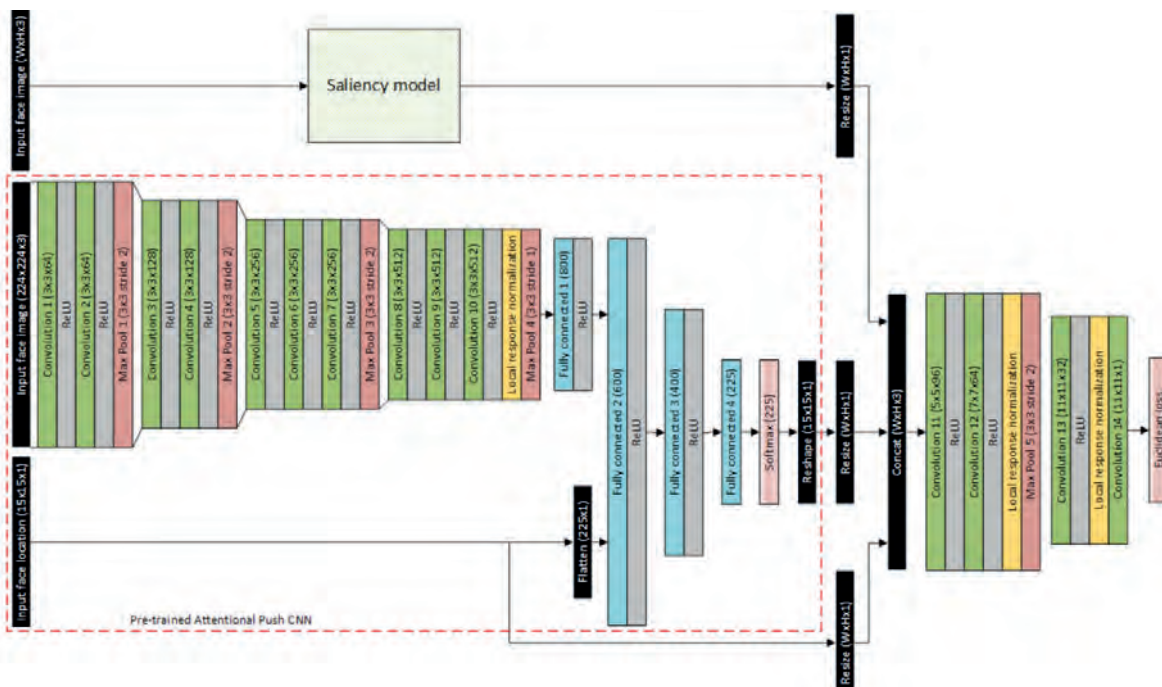 Input face image (WxHx3)
Saliency model
Resize (WxHx1)
Input face image (224x224x3)
Convolution 1 (3x3x64)
ReLU
Convolution 2 (3x3x64)
ReLU
Max Pool 1 (3x3 stride 2)
Convolution 3 (3x3x128)
ReLU
Convolution 4 (3x3x128)
ReLU
Max Pool 2 (3x3 stride 2)
Convolution 5 (3x3x256)
ReLU
Convolution 6 (3x3x256)
ReLU
Convolution 7 (3x3x256)
ReLU
Max Pool 3 (3x3 stride 2)
Convolution 8 (3x3x512)
ReLU
Convolution 9 (3x3x512)
ReLU
Convolution 10 (3x3x512)
ReLU
Local response normalization
Max Pool 4 (3x3 stride 1)
Fully connected 1 (800)
ReLU
Input face location (15x15x1)
Flatten (225x1)
Fully connected 2 (600)
ReLU
Fully connected 3 (400)
ReLU
Fully connected 4 (225)
Softmax (225)
Reshape (15x15x1)
Pre-trained Attentional Push CNN
Resize (WxHx1)
Resize (WxHx1)
Concat (WxHx3)
Convolution 11 (5x5x96)
ReLU
Convolution 12 (7x7x64)
ReLU
Local response normalization
Max Pool 5 (3x3 stride 2)
Convolution 13 (11x11x32)
ReLU
Local response normalization
Convolution 14 (11x11x1)
Euclidean loss